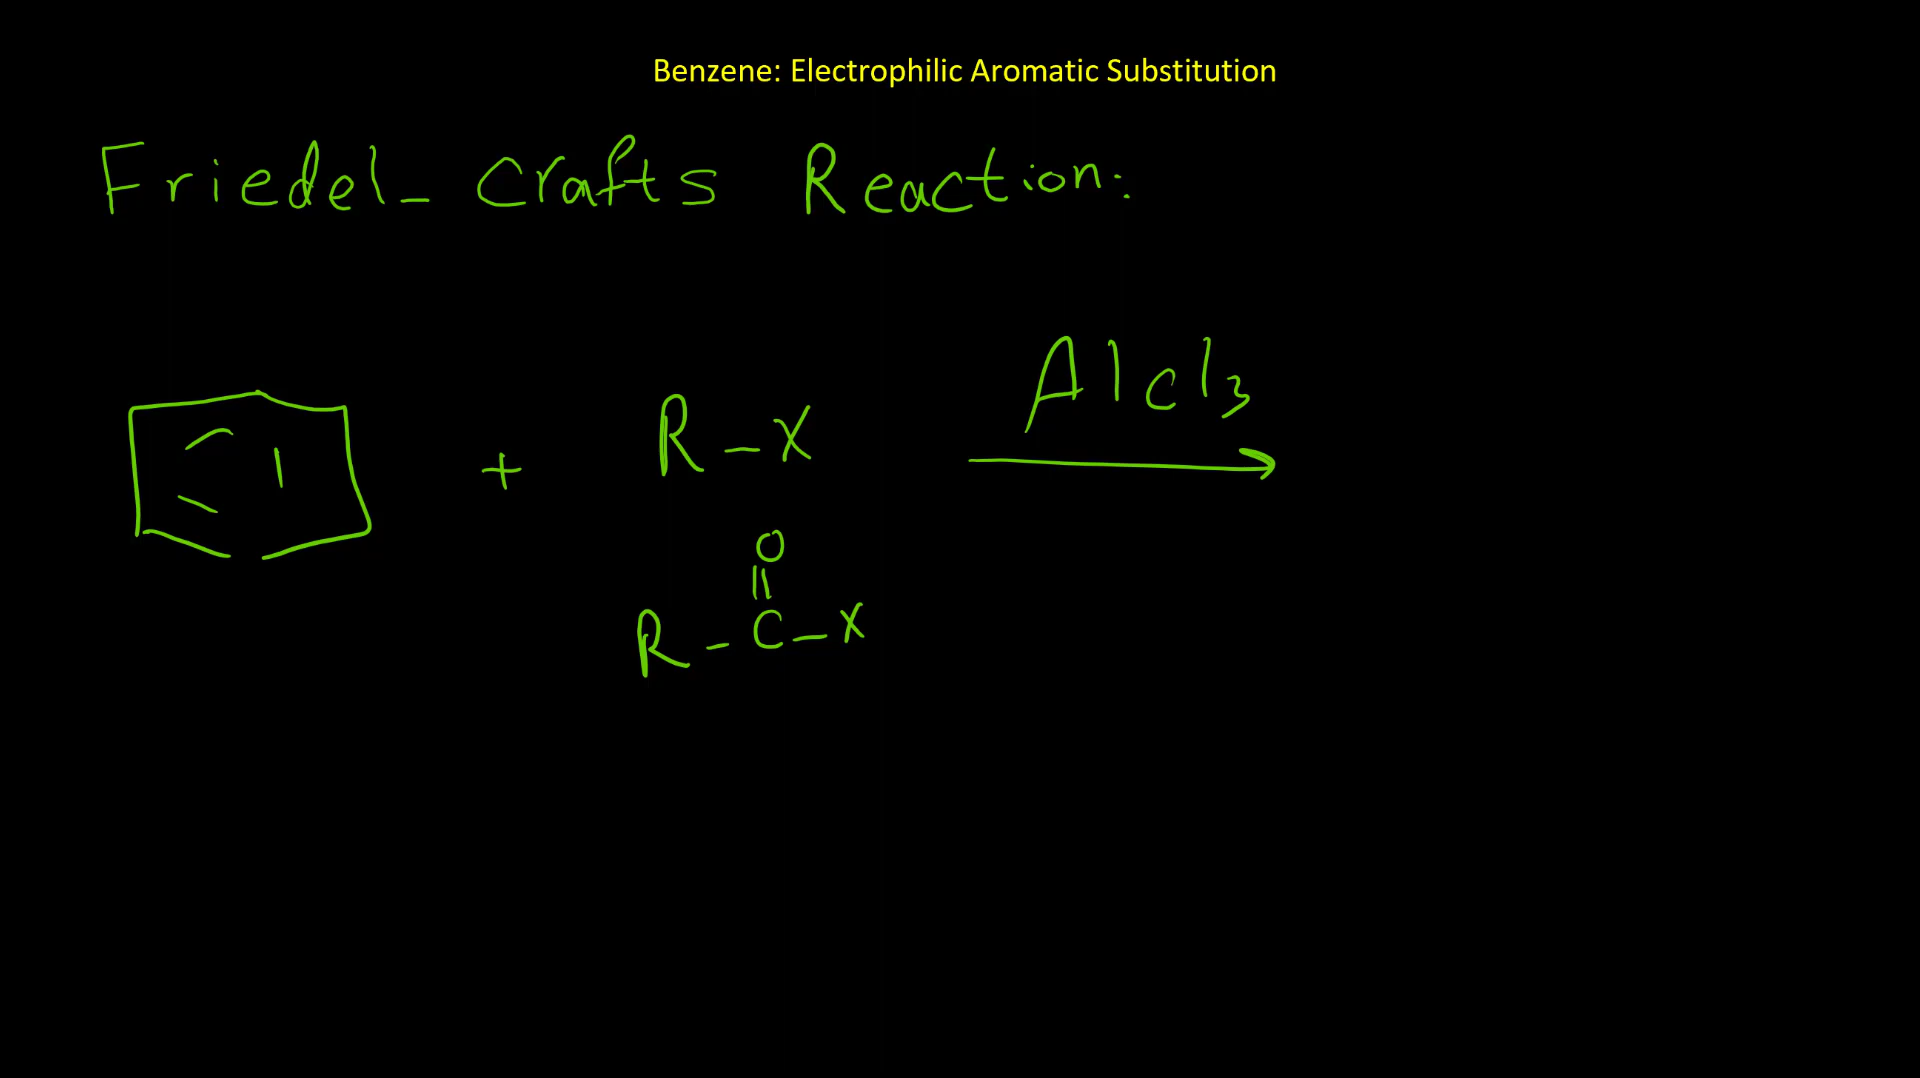 Benzene: Electrophilic Aromatic Substitution
Friedel-Crafts Reaction:
+ R-X AlCl3
O
R-C-X